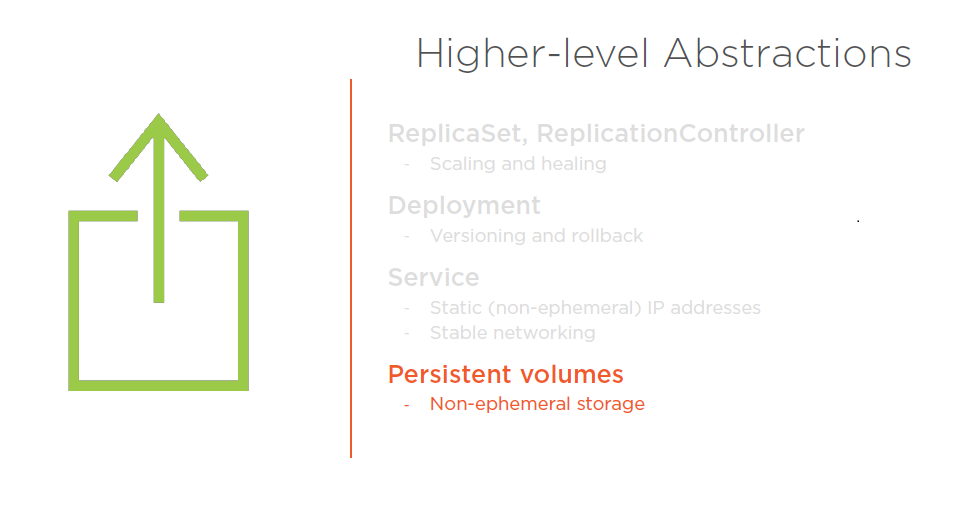 Higher-level Abstractions
ReplicaSet, ReplicationController
- Scaling and healing
Deployment
- Versioning and rollback
Service
- Static (non-ephemeral) IP addresses
- Stable networking
Persistent volumes
- Non-ephemeral storage